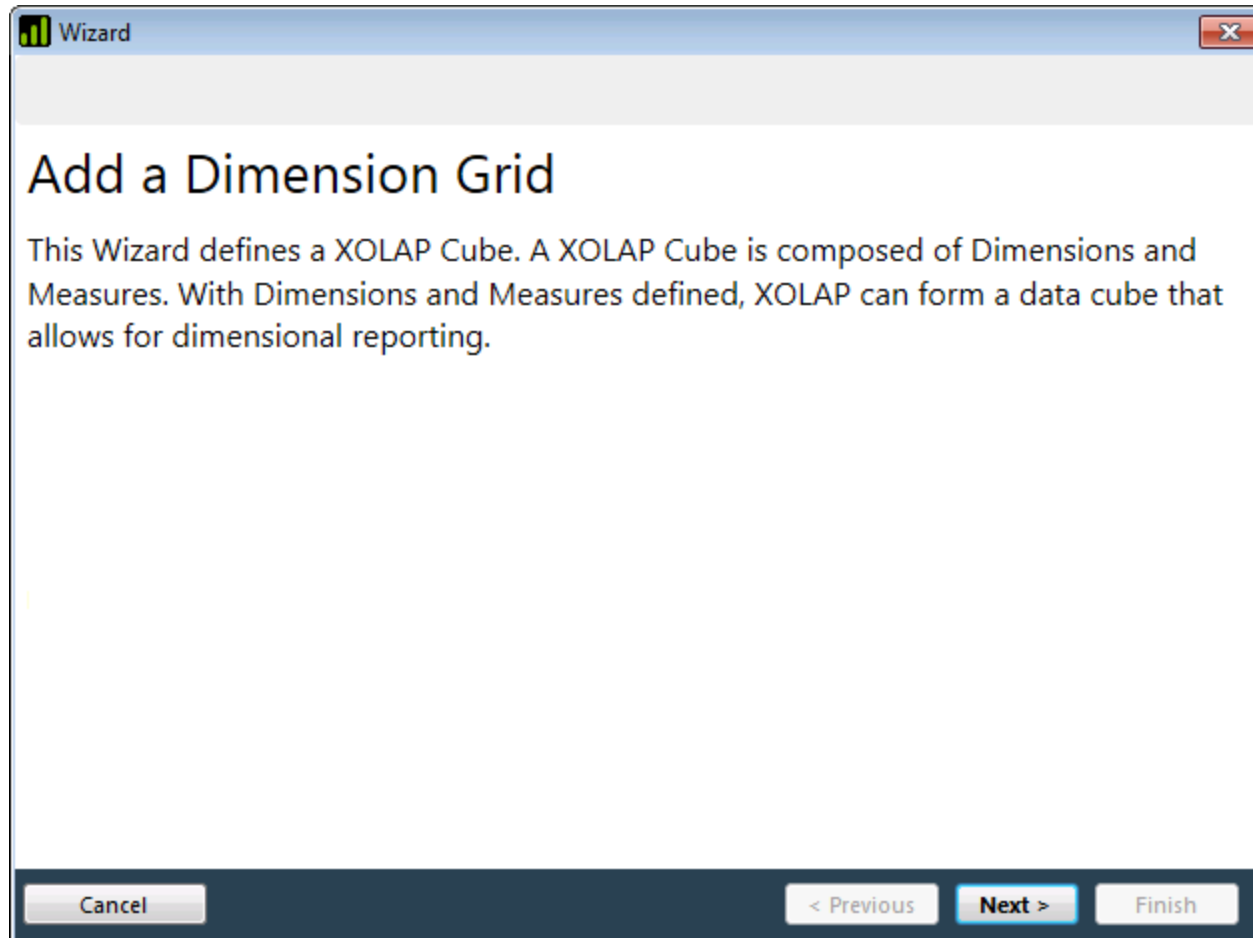 Wizard
Add a Dimension Grid
This Wizard defines a XOLAP Cube. A XOLAP Cube is composed of Dimensions and
Measures. With Dimensions and Measures defined, XOLAP can form a data cube that
allows for dimensional reporting.
Cancel
< Previous
Next >
Finish